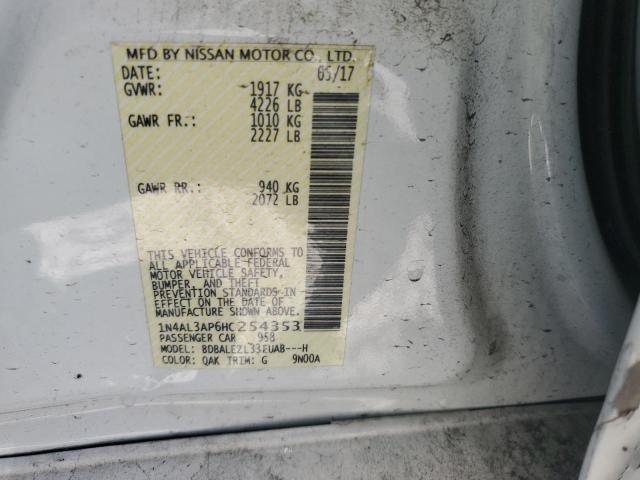 MFD BY NISSAN MOTOR CO., LTD.
DATE: 05/17
GVWR: 1917 KG
4226 LB
GAWR FR.: 1010 KG
2227 LB
GAWR RR.: 940 KG
2072 LB
THIS VEHICLE CONFORMS TO
ALL APPLICABLE FEDERAL
MOTOR VEHICLE SAFETY,
BUMPER, AND THEFT
PREVENTION STANDARDS
IN EFFECT ON THE DATE OF
MANUFACTURE SHOWN ABOVE.
1N4AL3AP6HC254353
PASSENGER CAR 958
MODEL: BDBALEZL33EUAB---H
COLOR: QAK TRIM: G 9N00A